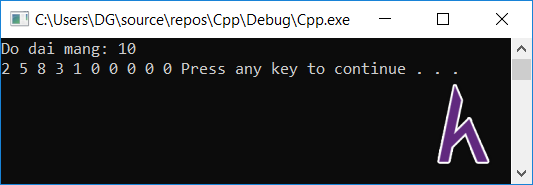 C:\Users\DG\source\repos\Cpp\Debug\Cpp.exe
Do dai mang: 10
2 5 8 3 1 0 0 0 0 0 Press any key to continue . . .